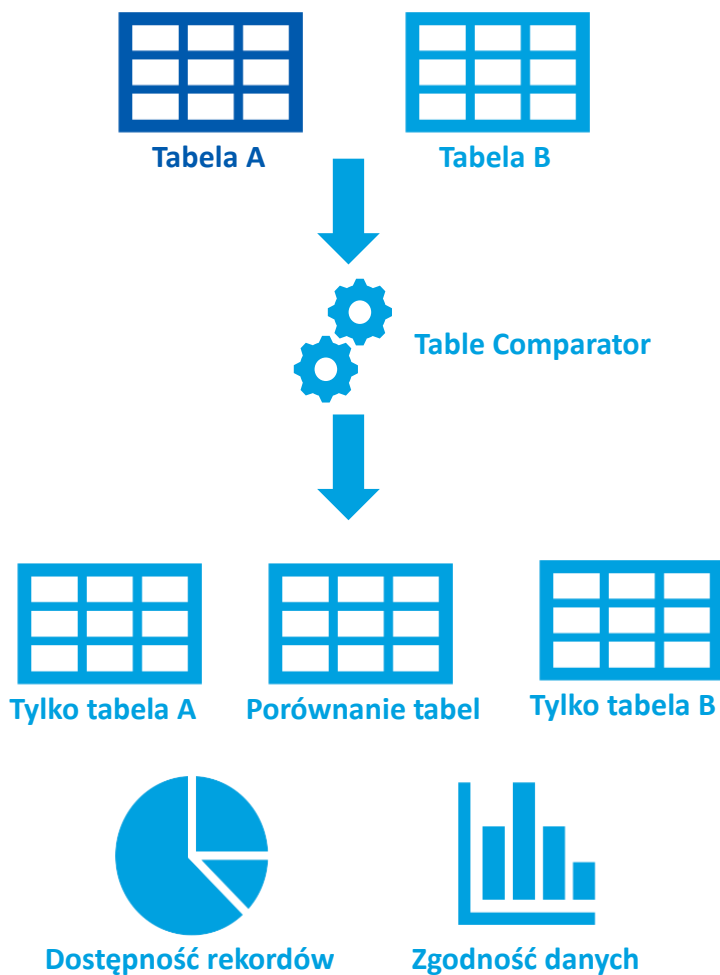 Tabela A
Tabela B
Table Comparator
Tylko tabela A
Porównanie tabel
Tylko tabela B
Dostępność rekordów
Zgodność danych